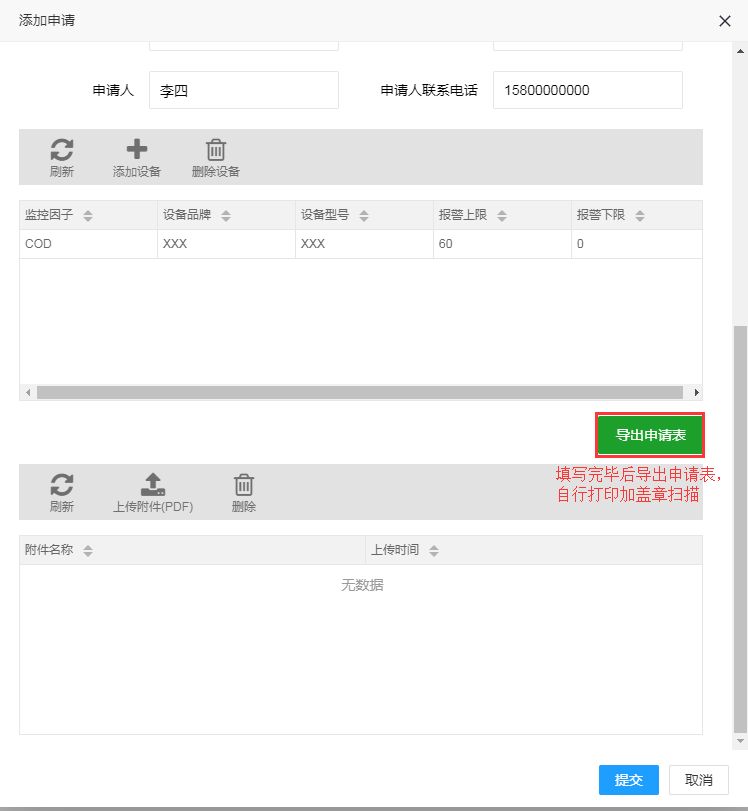 添加申请
申请人 李四 申请人联系电话 15800000000
刷新 添加设备 删除设备
监控因子 设备品牌 设备型号 报警上限 报警下限
COD XXX XXX 60 0
导出申请表
填写完毕后导出申请表，
自行打印加盖章扫描
刷新 上传附件(PDF) 删除
附件名称 上传时间
无数据
提交 取消